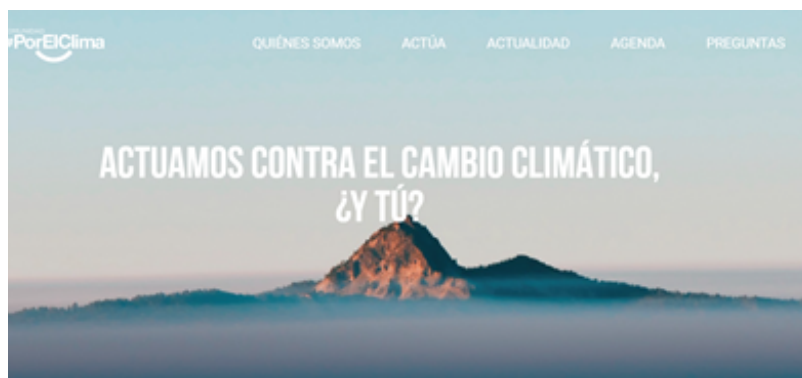 #PorElClima
QUIÉNES SOMOS ACTÚA ACTUALIDAD AGENDA PREGUNTAS
ACTUAMOS CONTRA EL CAMBIO CLIMÁTICO,
¿Y TÚ?